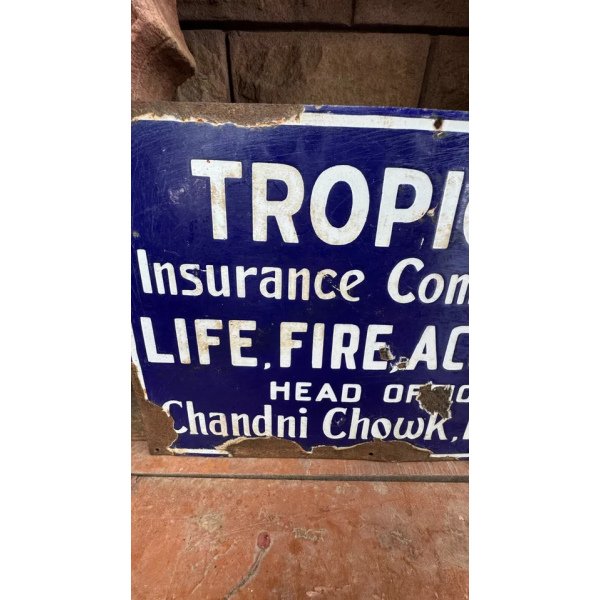 TROPI
Insurance Com
LIFE, FIRE, AC
HEAD OF
Chandni Chowk,